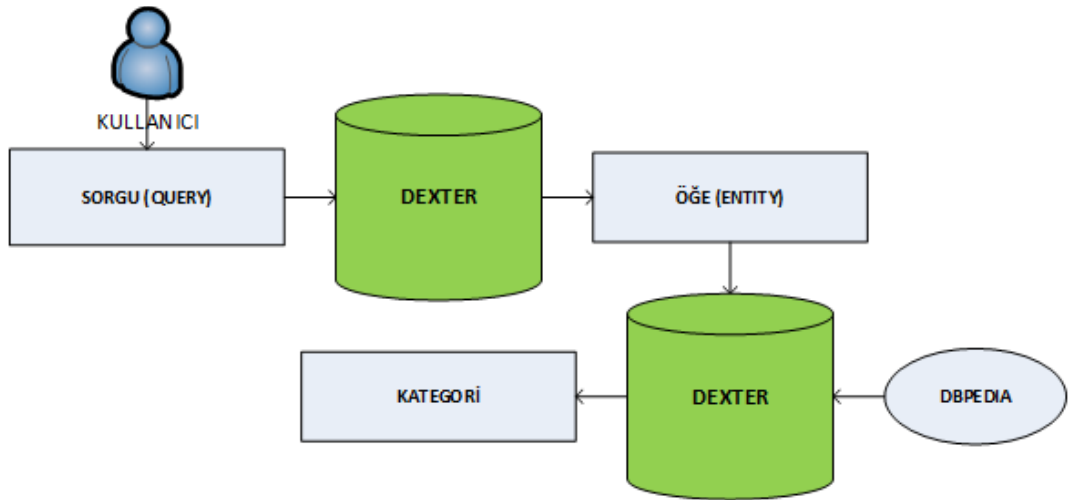 KULLANICI
SORGU (QUERY)
DEXTER
ÖĞE (ENTITY)
KATEGORİ
DEXTER
DBPEDIA